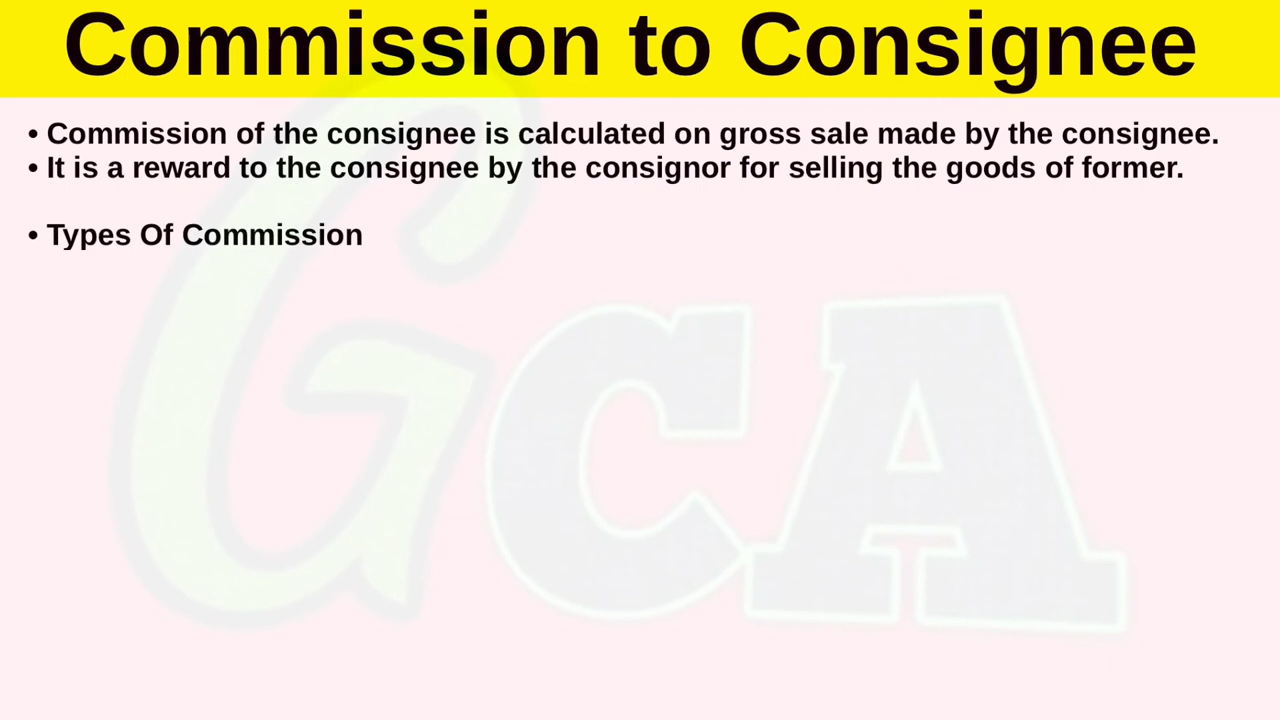 Commission to Consignee
• Commission of the consignee is calculated on gross sale made by the consignee.
• It is a reward to the consignee by the consignor for selling the goods of former.
• Types Of Commission
GCA